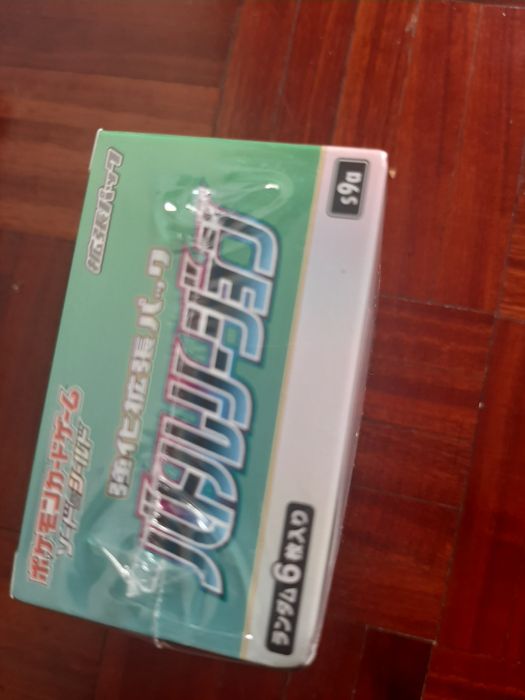 ポケモンカードゲーム
ソード&シールド
拡張パック
強化拡張パック
バトルリージョン
ランダム6枚入り
s9a